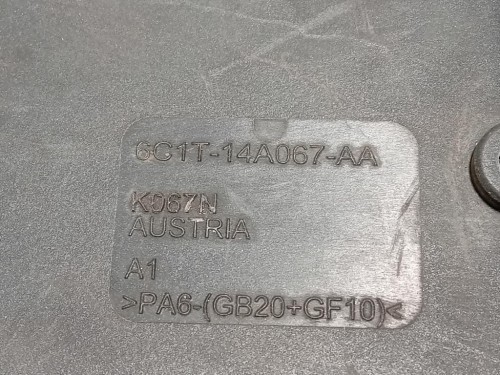 6C1T-14A067-AA
K067N
AUSTRIA
A1
>PA6-(GB20+GF10)<